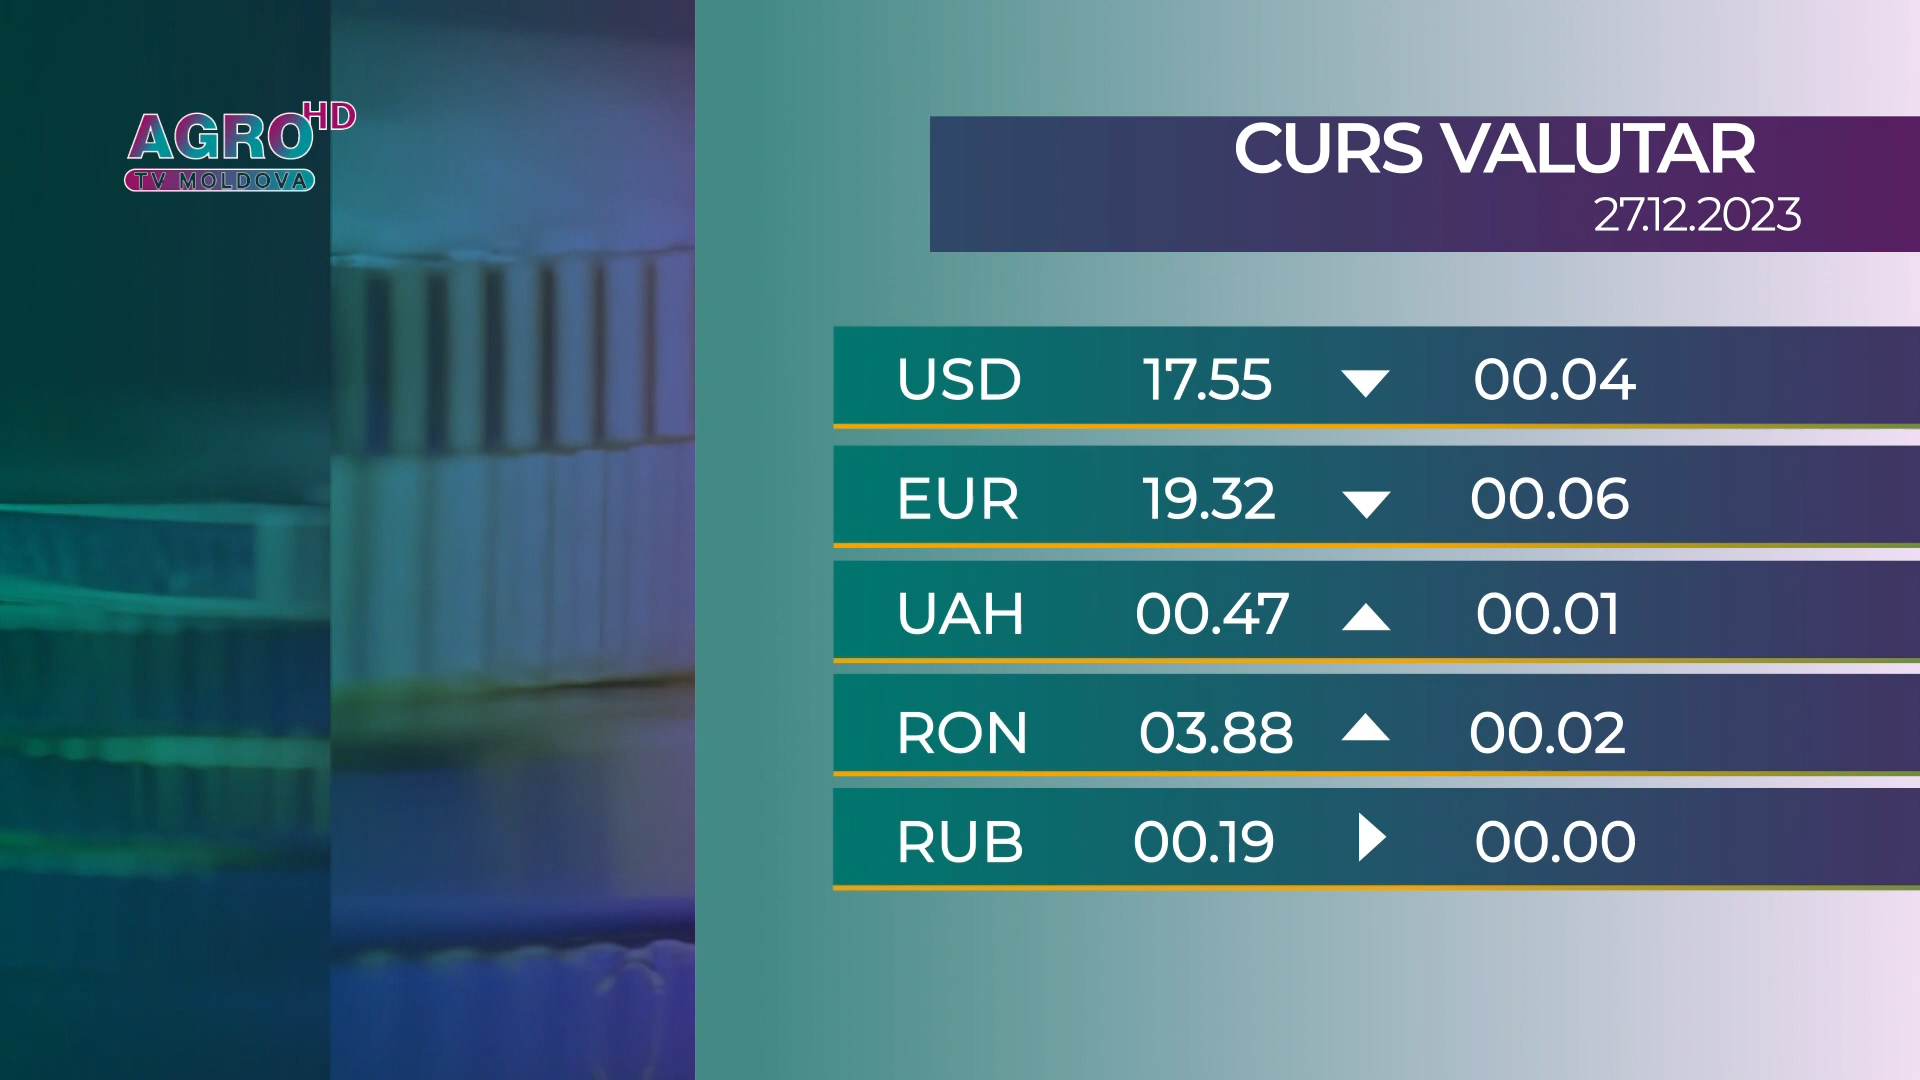 AGRO HD
TV MOLDOVA
CURS VALUTAR
27.12.2023
USD 17.55 00.04
EUR 19.32 00.06
UAH 00.47 00.01
RON 03.88 00.02
RUB 00.19 00.00